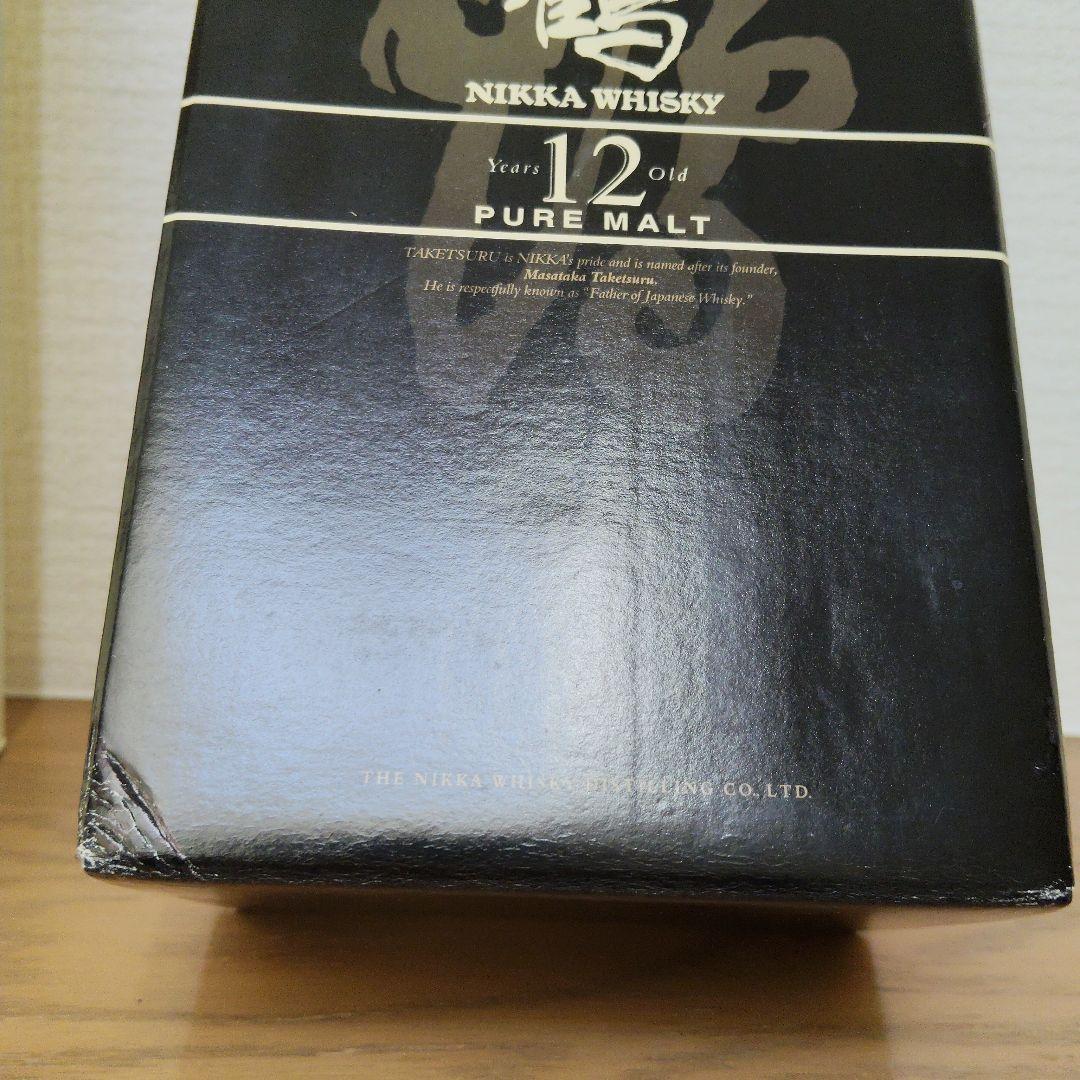 鶴
NIKKA WHISKY
Years 12 Old
PURE MALT
TAKETSURU is NIKKA's pride and is named after its founder,
Masataka Taketsuru.
He is respectfully known as "Father of Japanese Whisky."
THE NIKKA WHISKY DISTILLING CO., LTD.